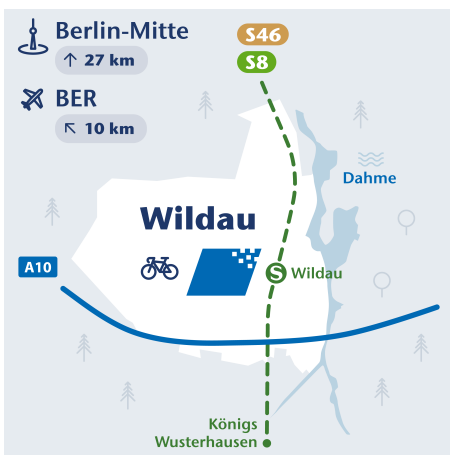 Berlin-Mitte
↑ 27 km
BER
↖ 10 km
S46
S8
Dahme
Wildau
A10
S Wildau
Königs
Wusterhausen